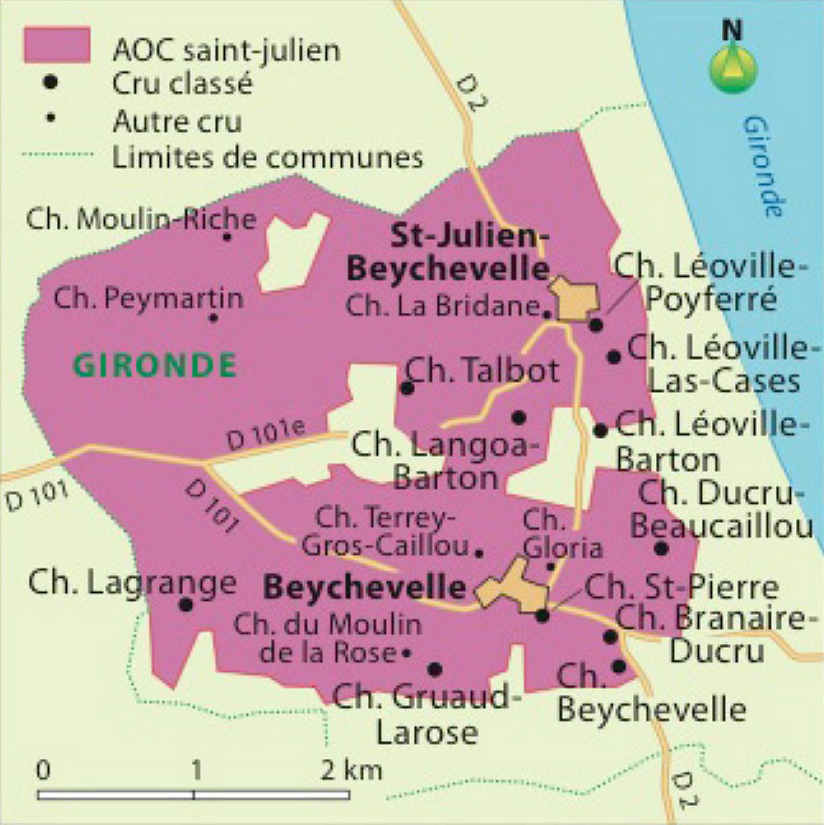 N
AOC saint-julien
Cru classé
Autre cru
Limites de communes
D 2
Gironde
Ch. Moulin-Riche
St-Julien-
Beychevelle
Ch. Léoville-
Poyferré
Ch. Peymartin
Ch. La Bridane
GIRONDE
Ch. Léoville-
Las-Cases
Ch. Talbot
D 101e
Ch. Langoa-
Barton
Ch. Léoville-
Barton
D 101
D 101
Ch. Ducru-
Beaucaillou
Ch. Terrey-
Gros-Caillou
Ch.
Gloria
Ch. Lagrange
Beychevelle
Ch. St-Pierre
Ch. Branaire-
Ducru
Ch. du Moulin
de la Rose
Ch. Gruaud-
Larose
Ch.
Beychevelle
0 1 2 km
D 2